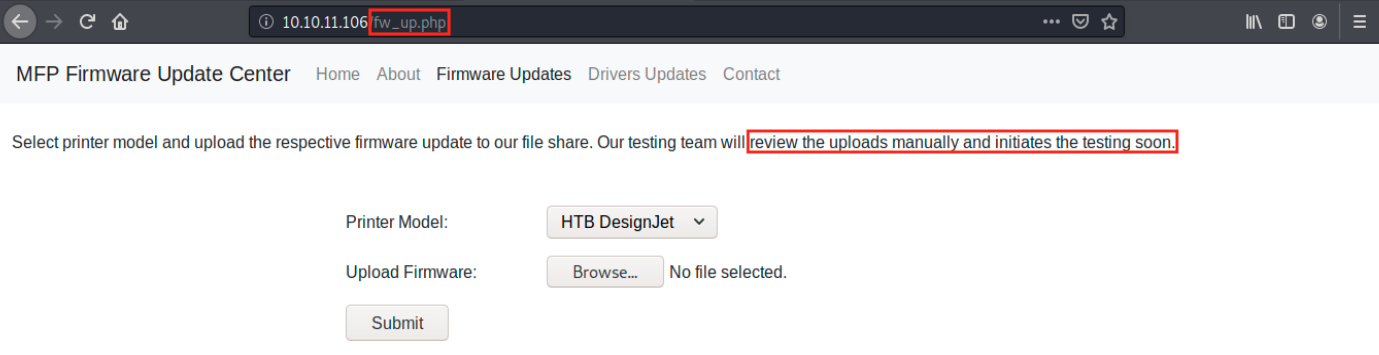 10.10.11.106/fw_up.php
MFP Firmware Update Center Home About Firmware Updates Drivers Updates Contact
Select printer model and upload the respective firmware update to our file share. Our testing team will review the uploads manually and initiates the testing soon.
Printer Model: HTB DesignJet
Upload Firmware: Browse... No file selected.
Submit